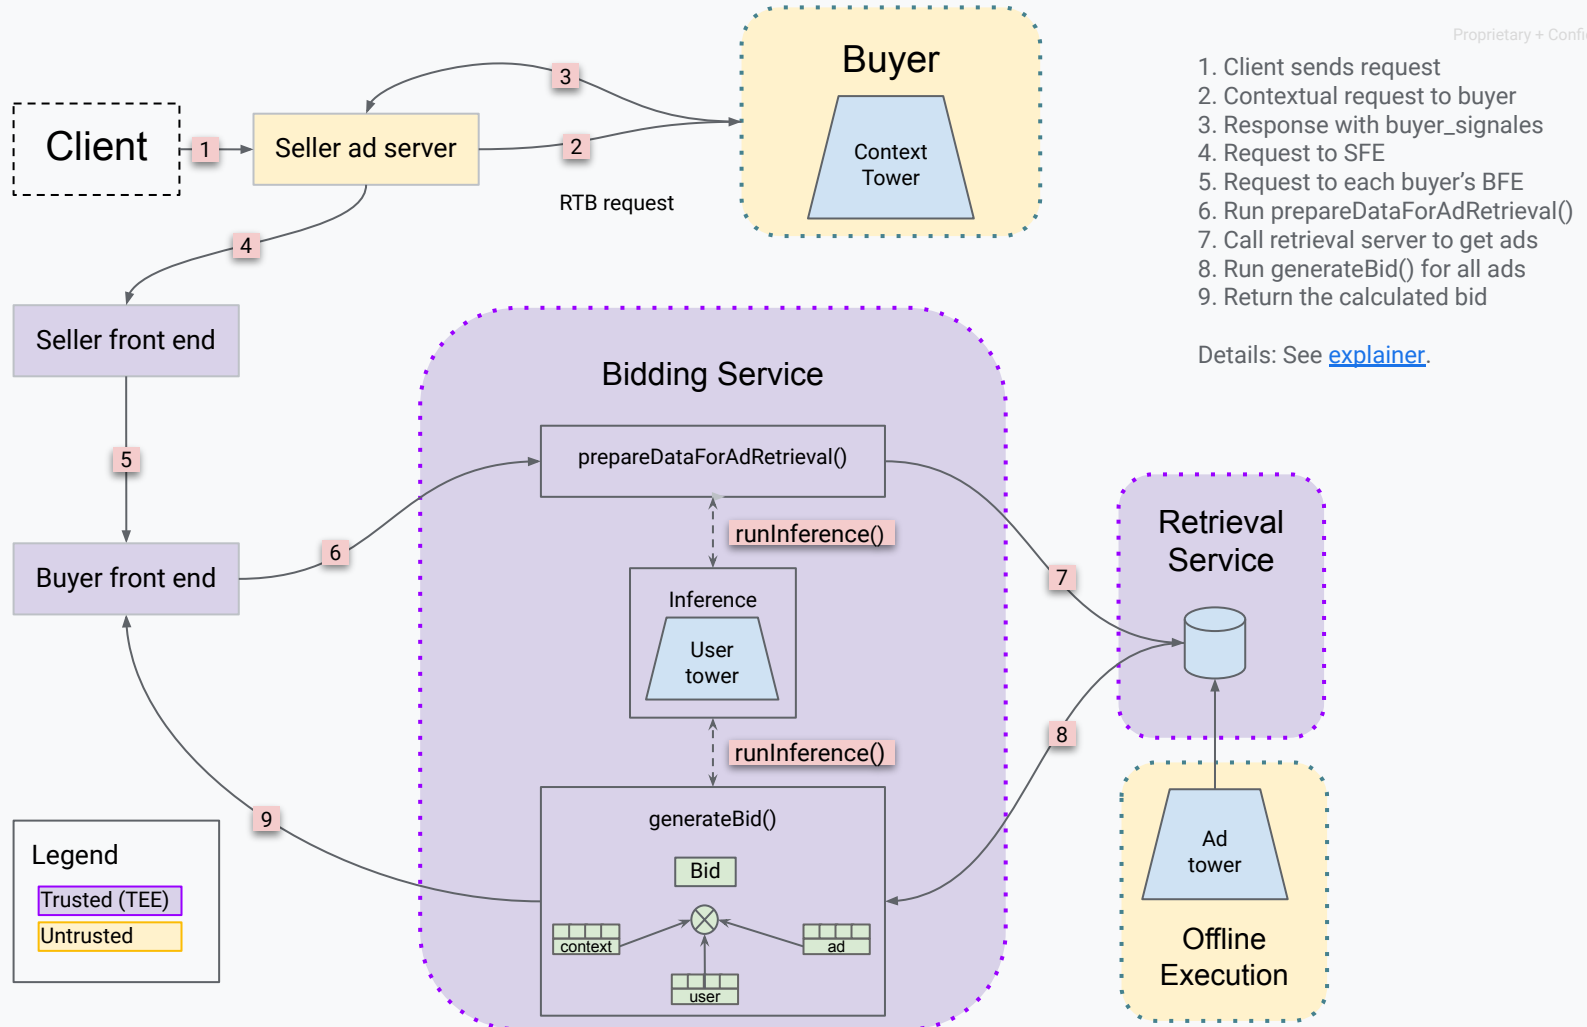 Proprietary + Confi
Buyer
Context
Tower
Client
1
Seller ad server
2
3
RTB request
4
1. Client sends request
2. Contextual request to buyer
3. Response with buyer_signales
4. Request to SFE
5. Request to each buyer’s BFE
6. Run prepareDataForAdRetrieval()
7. Call retrieval server to get ads
8. Run generateBid() for all ads
9. Return the calculated bid
Details: See explainer.
Seller front end
5
Buyer front end
6
Bidding Service
prepareDataForAdRetrieval()
runInference()
Inference
User
tower
runInference()
generateBid()
Bid
context
ad
user
7
8
9
Retrieval
Service
Ad
tower
Offline
Execution
Legend
Trusted (TEE)
Untrusted